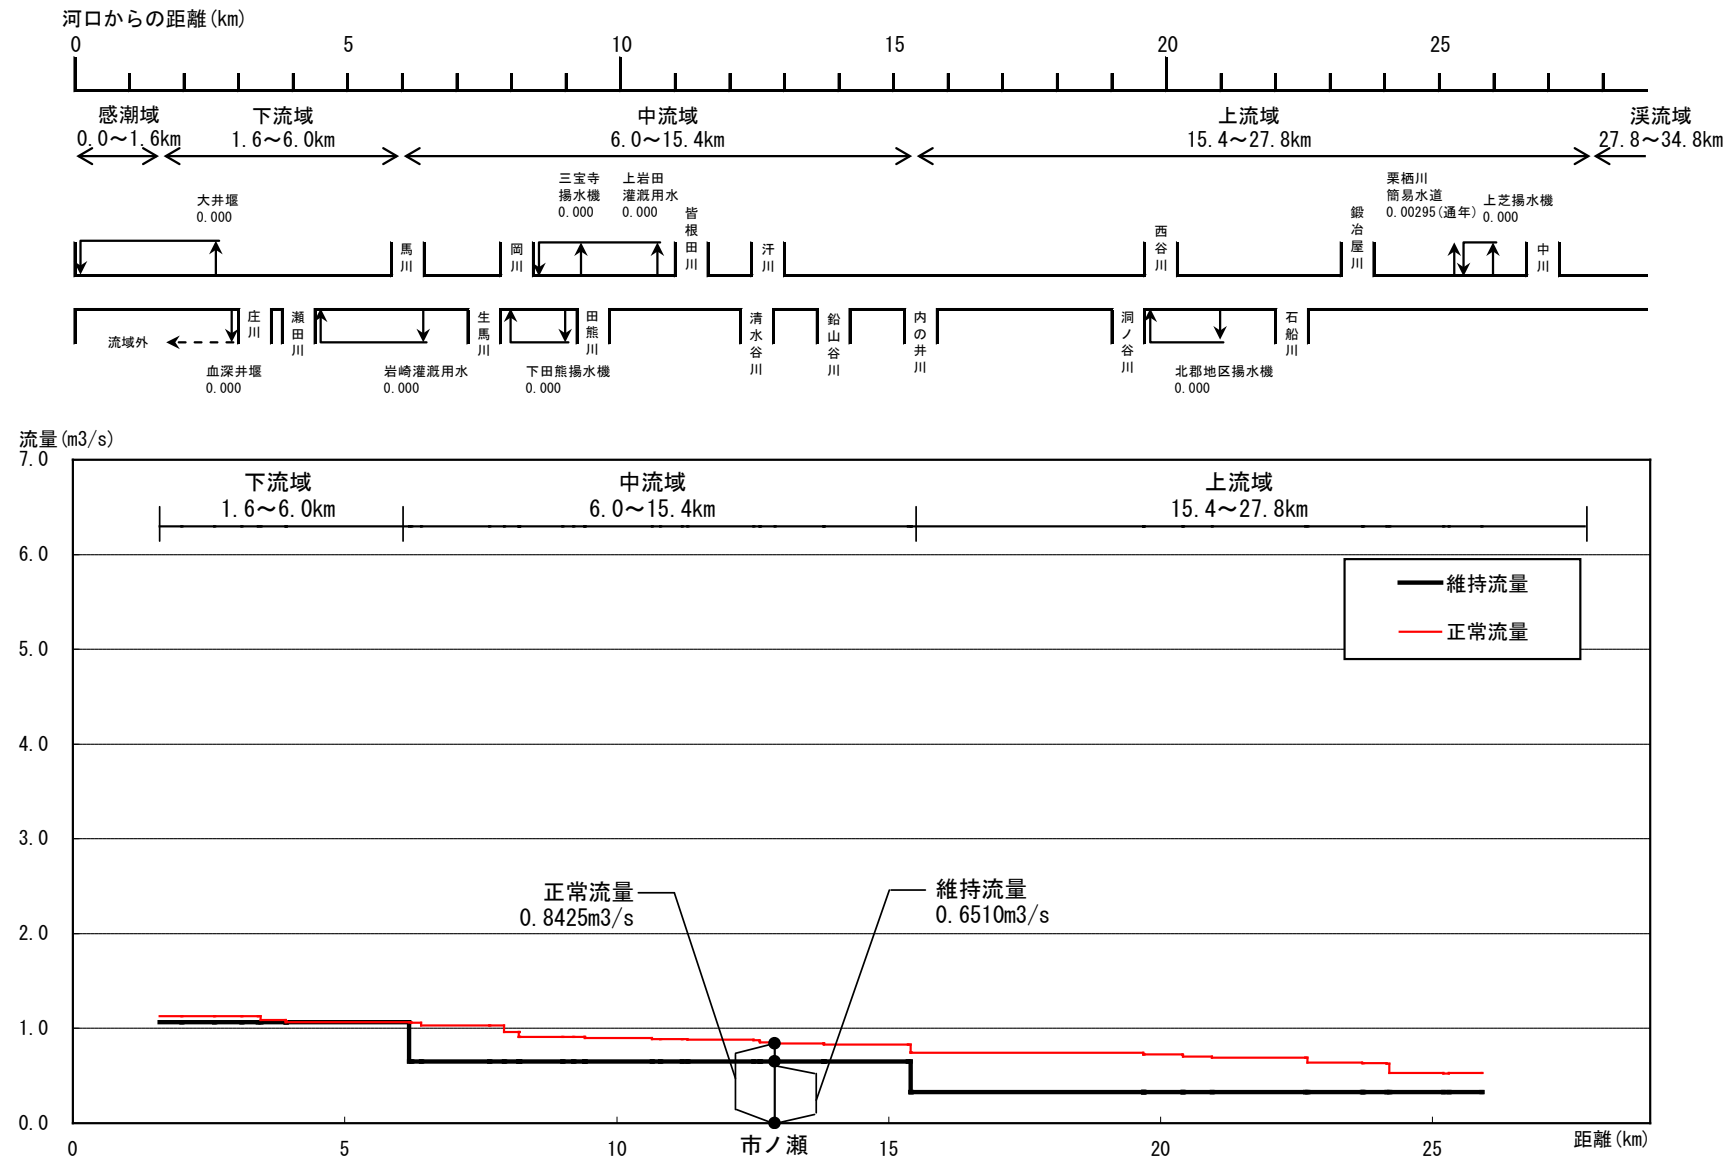 河口からの距離(km)
0 5 10 15 20 25
感潮域 下流域 中流域 上流域 渓流域
0.0～1.6km 1.6～6.0km 6.0～15.4km 15.4～27.8km 27.8～34.8km
大井堰
0.000
三宝寺
揚水機
0.000
上岩田
灌漑用水
0.000
栗栖川
簡易水道
0.00295(通年)
上芝揚水機
0.000
馬川
岡川
皆根田川
汗川
西谷川
鍛冶屋川
中川
庄川
瀬田川
生馬川
田熊川
清水谷川
鉛山谷川
内の井川
洞ノ谷川
石船川
流域外
血深井堰
0.000
岩崎灌漑用水
0.000
下田熊揚水機
0.000
北郡地区揚水機
0.000
流量(m3/s)
7.0
6.0
5.0
4.0
3.0
2.0
1.0
0.0
下流域 中流域 上流域
1.6～6.0km 6.0～15.4km 15.4～27.8km
維持流量
正常流量
正常流量
0.8425m3/s
維持流量
0.6510m3/s
0 5 10 15 20 25
市ノ瀬
距離(km)